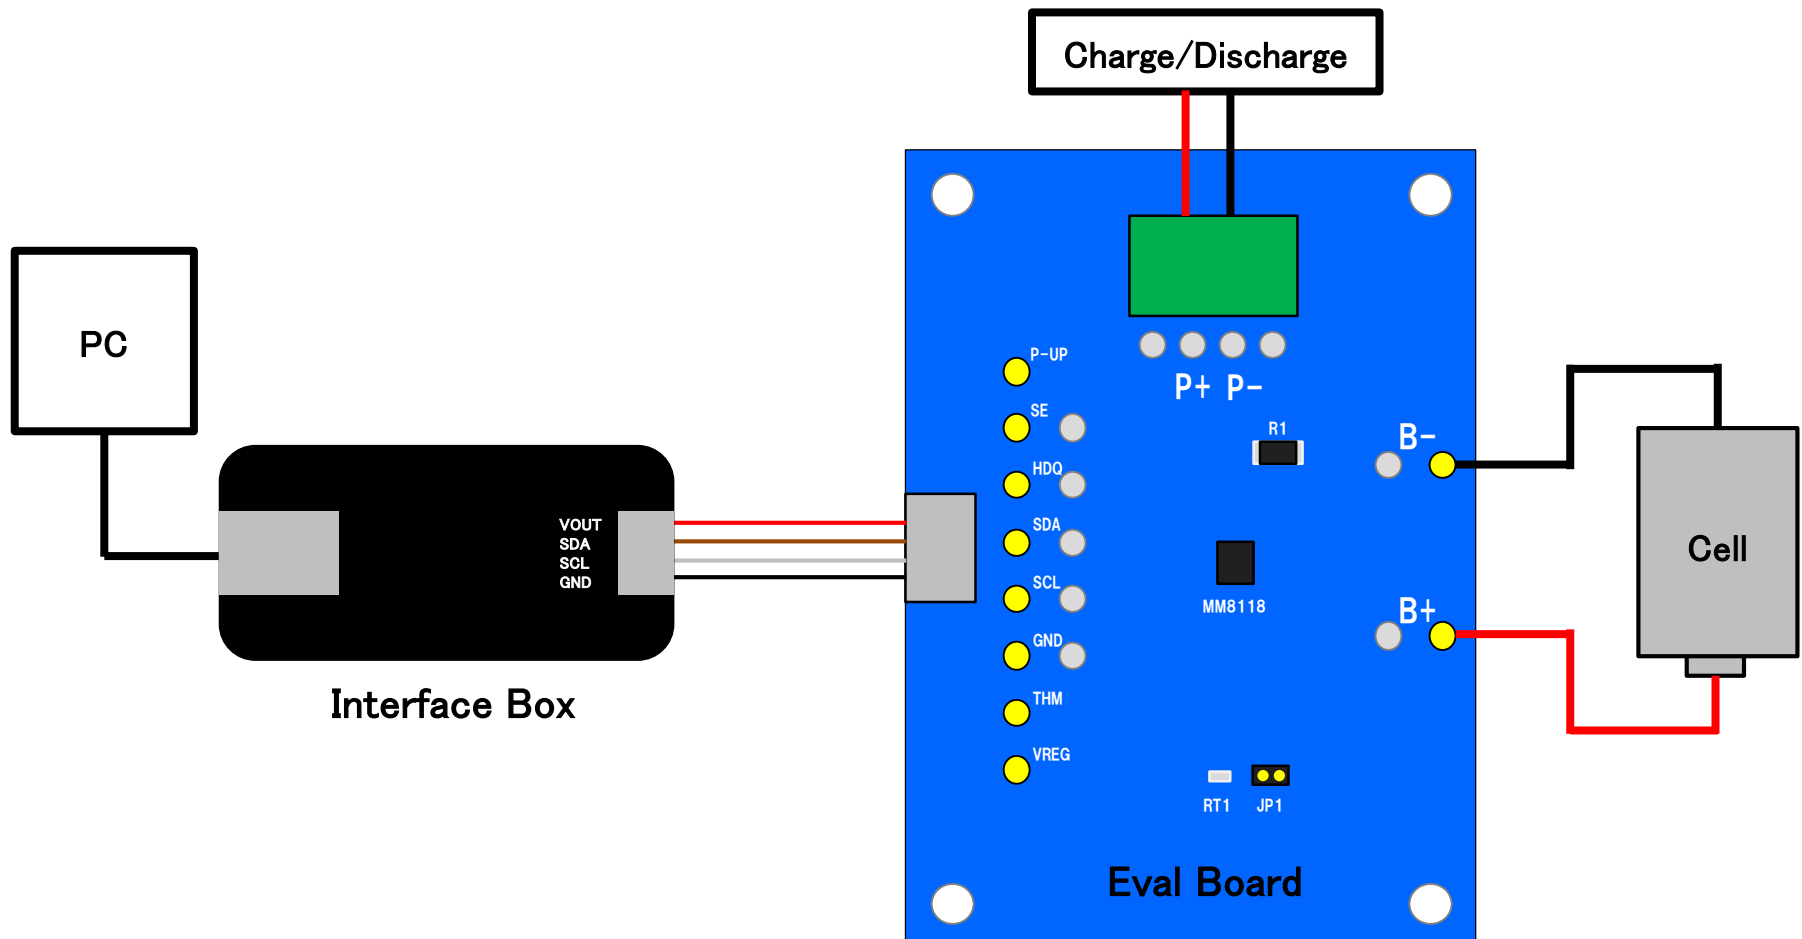 Charge/Discharge
PC
VOUT
SDA
SCL
GND
Interface Box
P-UP
SE
HDQ
SDA
SCL
GND
THM
VREG
P+ P-
R1
MM8118
RT1 JP1
B-
B+
Eval Board
Cell